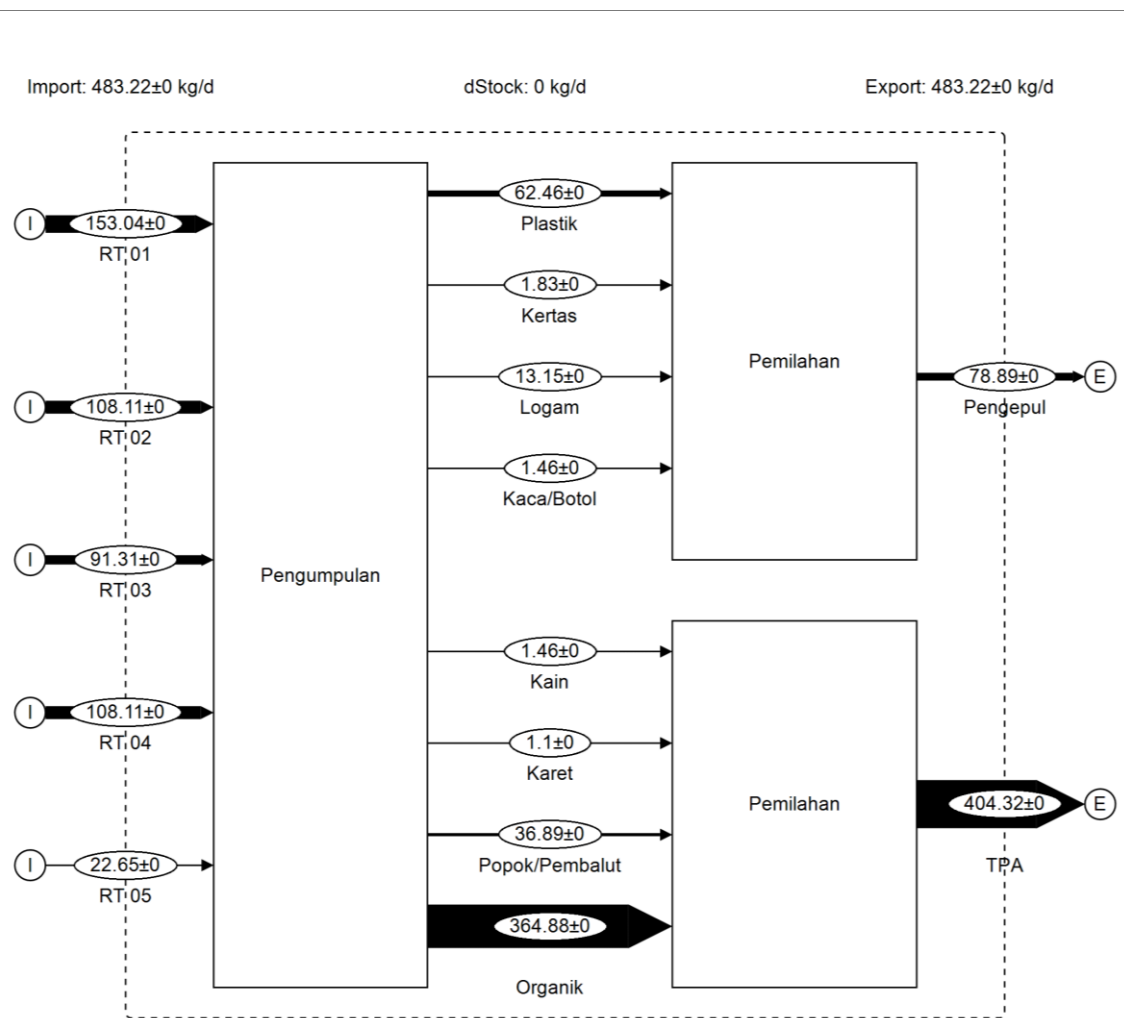 Import: 483.22±0 kg/d
dStock: 0 kg/d
Export: 483.22±0 kg/d
I
153.04±0
RT 01
I
108.11±0
RT 02
I
91.31±0
RT 03
I
108.11±0
RT 04
I
22.65±0
RT 05
Pengumpulan
62.46±0
Plastik
1.83±0
Kertas
13.15±0
Logam
1.46±0
Kaca/Botol
1.46±0
Kain
1.1±0
Karet
36.89±0
Popok/Pembalut
364.88±0
Organik
Pemilahan
78.89±0
E
Pengepul
Pemilahan
404.32±0
E
TPA